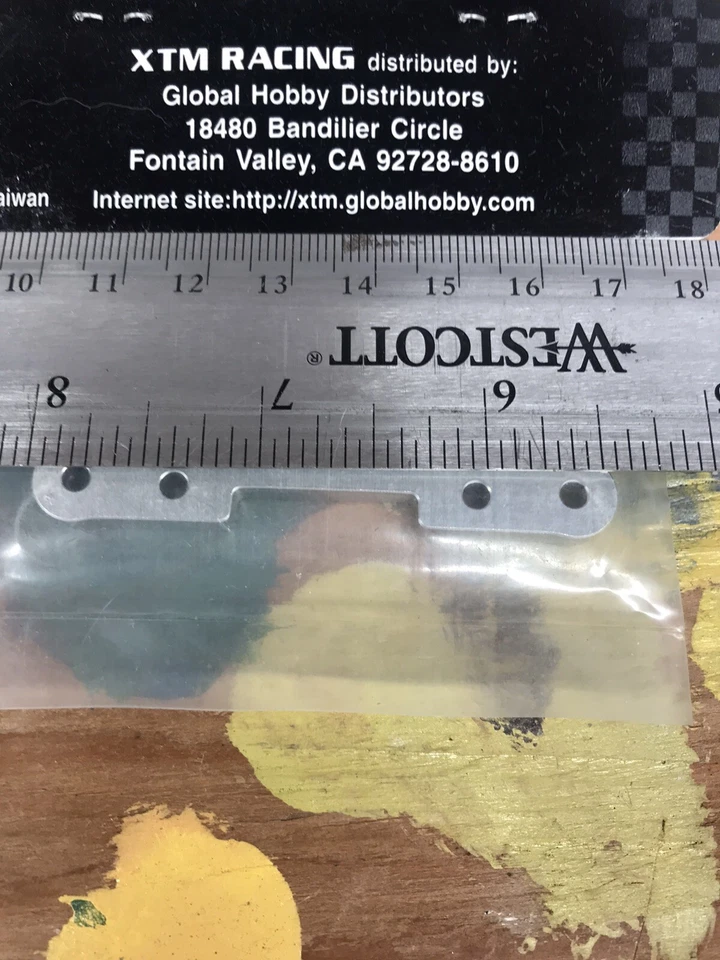 XTM RACING distributed by:
Global Hobby Distributors
18480 Bandilier Circle
Fontain Valley, CA 92728-8610
aiwan Internet site:http://xtm.globalhobby.com
10 11 12 13 14 15 16 17 18
WESTCOTT®
8 7 6